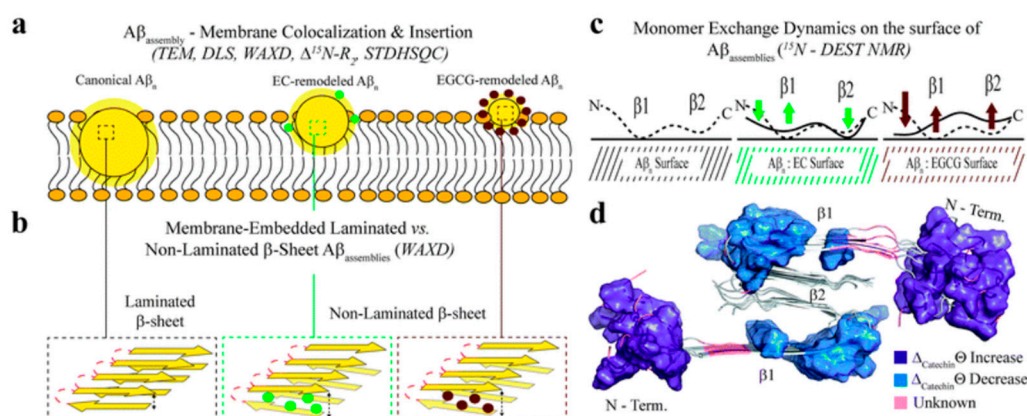 a
Aβassembly - Membrane Colocalization & Insertion
(TEM, DLS, WAXD, Δ15N-R2, STDHSQC)
Canonical Aβn
EC-remodeled Aβn
EGCG-remodeled Aβn
b
Membrane-Embedded Laminated vs.
Non-Laminated β-Sheet Aβassemblies (WAXD)
Laminated
β-sheet
Non-Laminated β-sheet
c
Monomer Exchange Dynamics on the surface of
Aβassemblies (15N - DEST NMR)
N-
β1
β2
C
N-
β1
β2
C
N-
β1
β2
C
Aβn Surface
Aβn : EC Surface
Aβn : EGCG Surface
d
β1
N - Term.
β2
β1
N - Term.
ΔCatechinΘ Increase
ΔCatechinΘ Decrease
Unknown